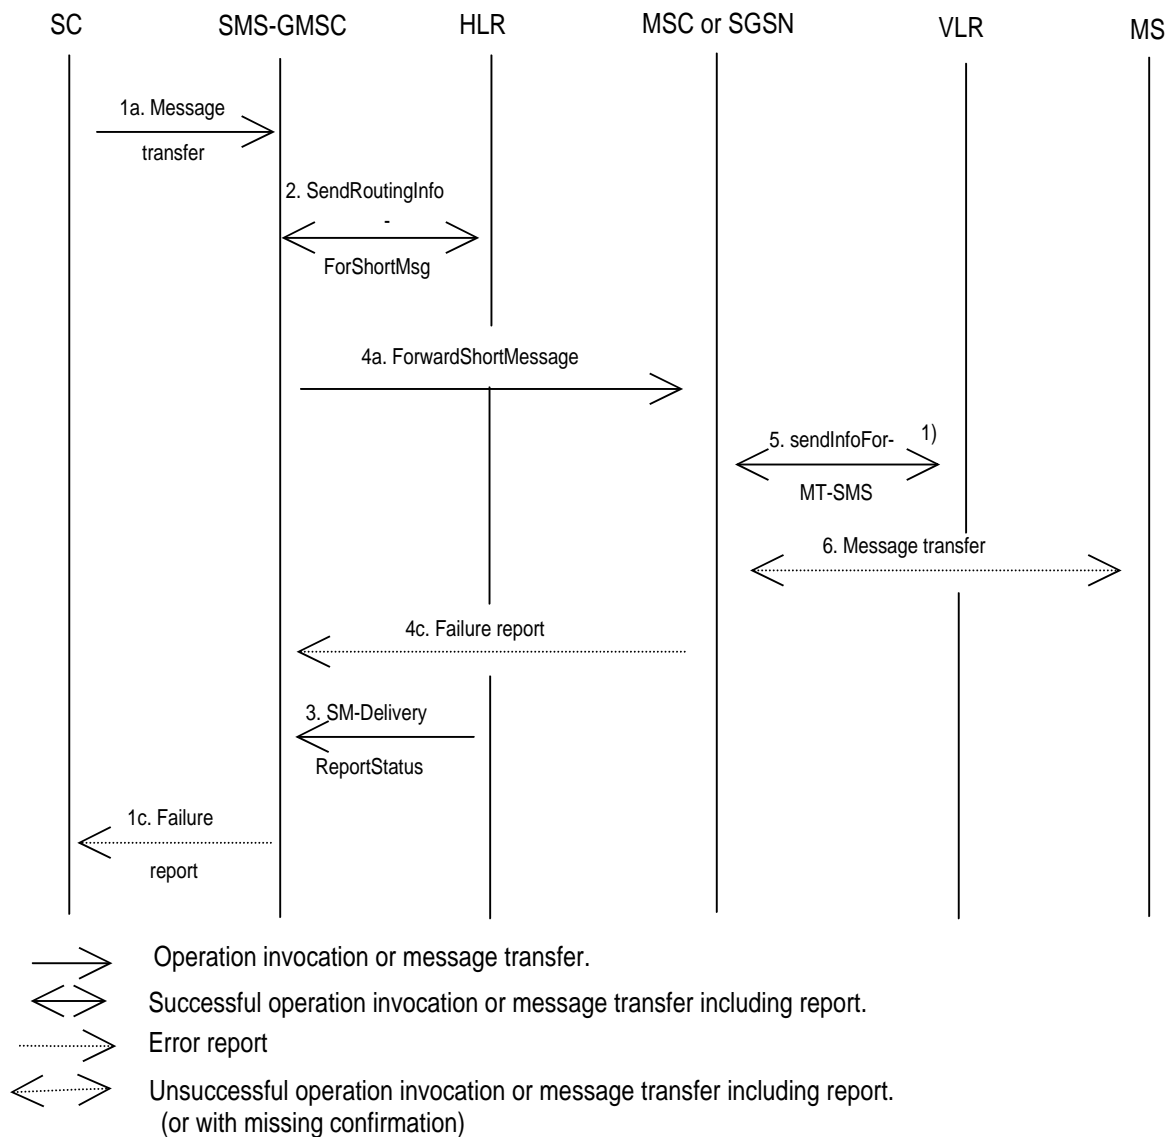 SC SMS-GMSC HLR MSC or SGSN VLR MS
1a. Message
transfer
2. SendRoutingInfo
-
ForShortMsg
4a. ForwardShortMessage
5. sendInfoFor- 1)
MT-SMS
6. Message transfer
4c. Failure report
3. SM-Delivery
ReportStatus
1c. Failure
report
Operation invocation or message transfer.
Successful operation invocation or message transfer including report.
Error report
Unsuccessful operation invocation or message transfer including report.
(or with missing confirmation)